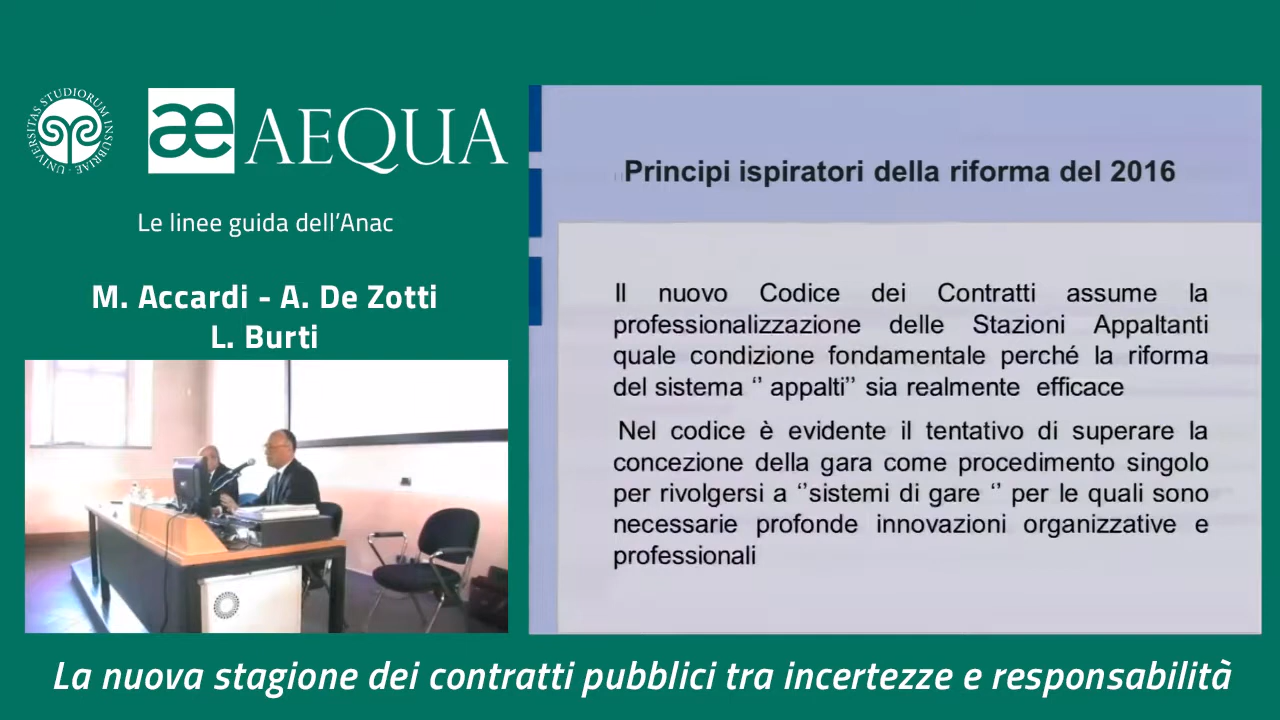 UNIVERSITAS STUDIORUM INSUBRIAE
æ AEQUA
Le linee guida dell'Anac
M. Accardi - A. De Zotti
L. Burti
Principi ispiratori della riforma del 2016
Il nuovo Codice dei Contratti assume la
professionalizzazione delle Stazioni Appaltanti
quale condizione fondamentale perché la riforma
del sistema '' appalti'' sia realmente efficace
Nel codice è evidente il tentativo di superare la
concezione della gara come procedimento singolo
per rivolgersi a ''sistemi di gare '' per le quali sono
necessarie profonde innovazioni organizzative e
professionali
La nuova stagione dei contratti pubblici tra incertezze e responsabilità